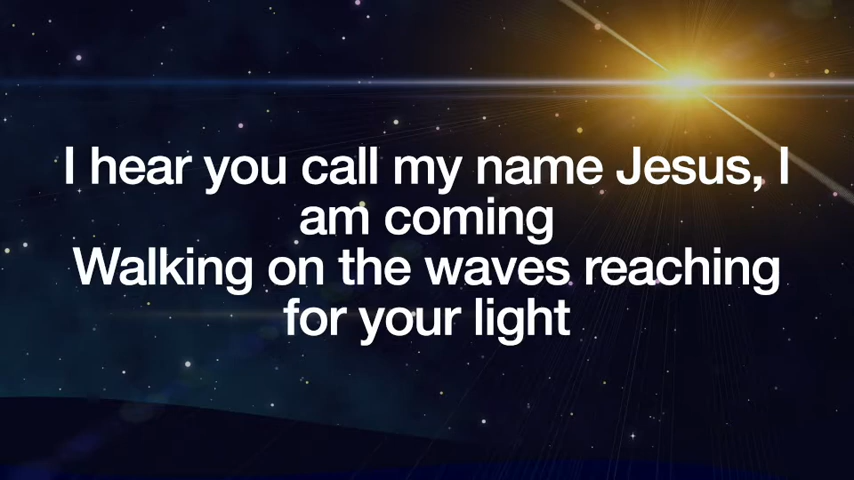 I hear you call my name Jesus, I
am coming
Walking on the waves reaching
for your light